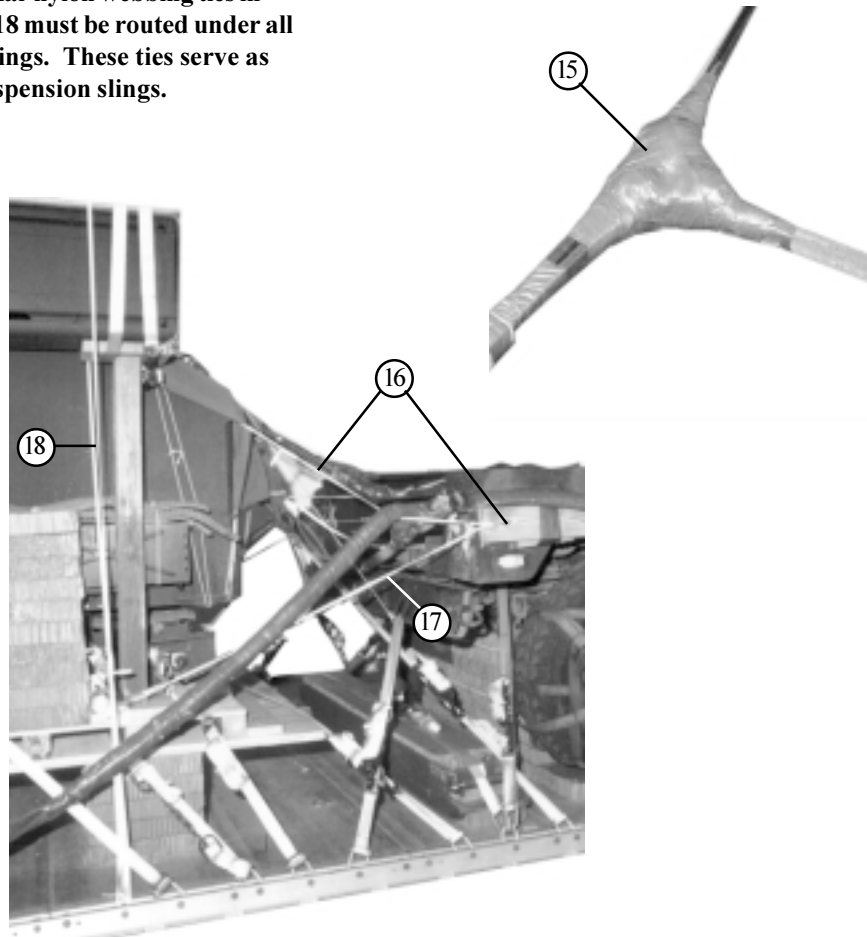 18 must be routed under all
ings. These ties serve as
spension slings.
15
16
18
17